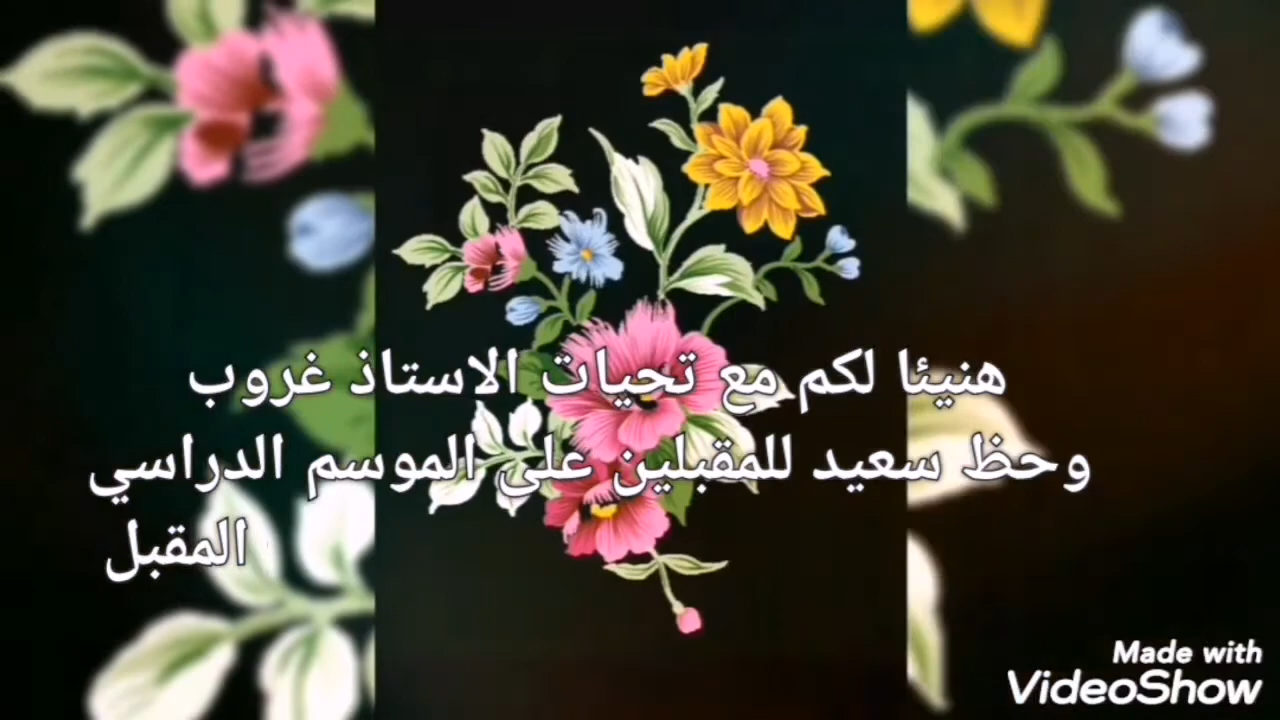 هنيئا لكم مع تحيات الاستاذ غروب
وحظ سعيد للمقبلين على الموسم الدراسي
المقبل
Made with
VideoShow